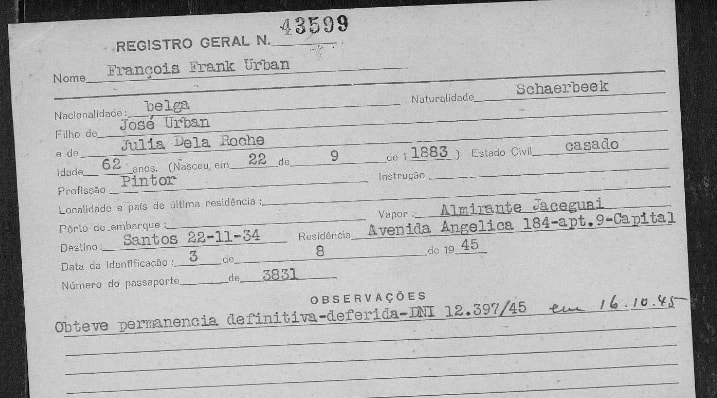 REGISTRO GERAL N. 43599
Nome François Frank Urban
Nacionalidade: belga Naturalidade Schaerbeek
Filho de José Urban
e de Julia Dela Roche
Idade 62 anos. (Nasceu em 22 de 9 de 1883) Estado Civil casado
Profissão Pintor Instrução
Localidade e país de última residência:
Pôrto de embarque: Vapor Almirante Jaceguai
Destino: Santos 22-11-34 Residência Avenida Angelica 184-apt.9-Capital
Data da identificação: 3 de 8 de 1945
Número do passaporte de 3831
OBSERVAÇÕES
Obteve permanencia definitiva-deferida-DNI 12.397/45 em 16.10.45